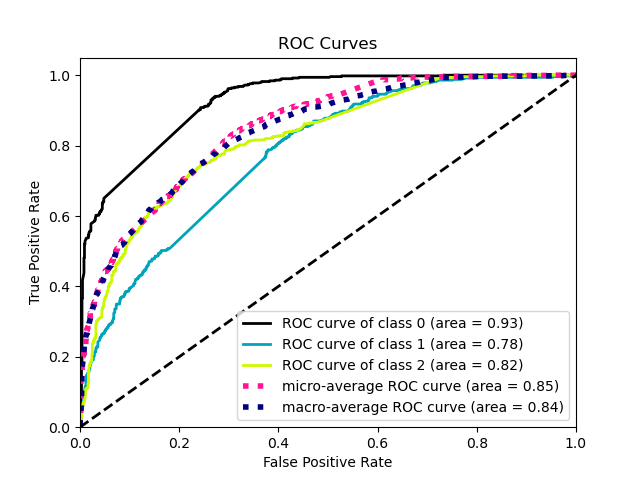 ROC Curves
True Positive Rate
1.0
0.8
0.6
0.4
0.2
0.0
ROC curve of class 0 (area = 0.93)
ROC curve of class 1 (area = 0.78)
ROC curve of class 2 (area = 0.82)
micro-average ROC curve (area = 0.85)
macro-average ROC curve (area = 0.84)
0.0 0.2 0.4 0.6 0.8 1.0
False Positive Rate